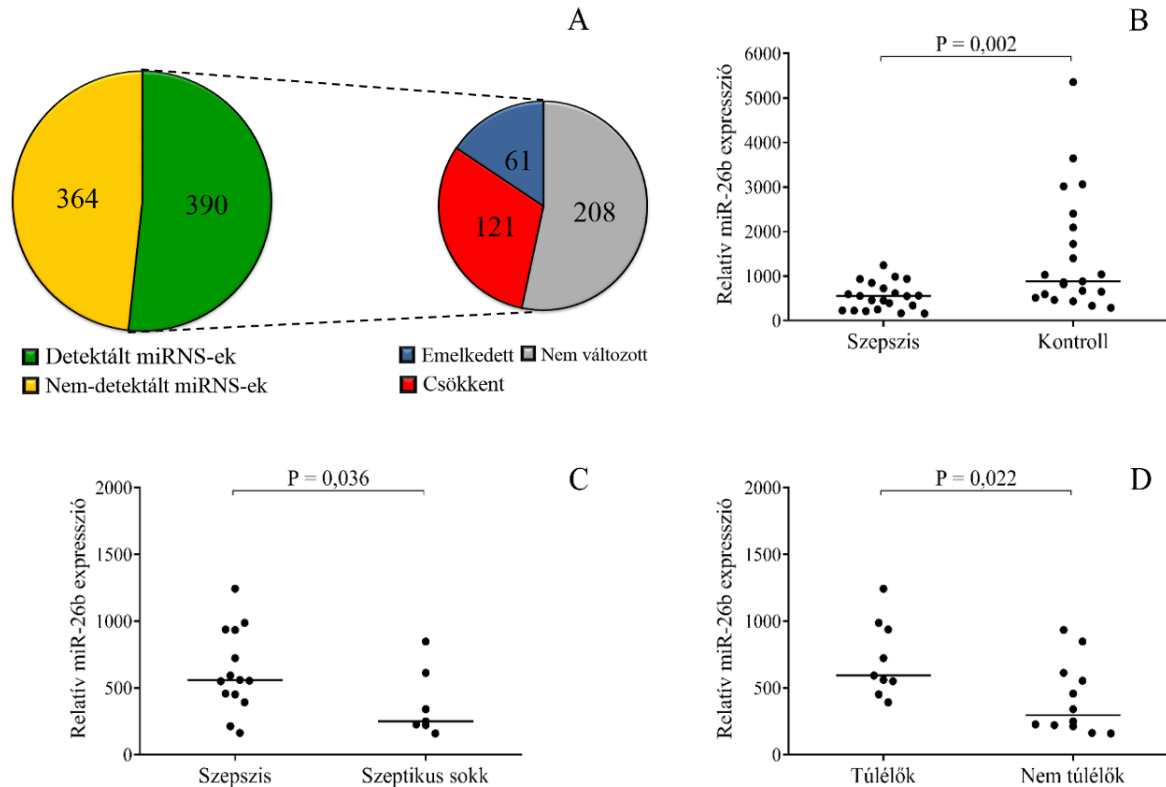 A
364
390
61
121
208
Detektált miRNS-ek
Nem-detektált miRNS-ek
Emelkedett
Nem változott
Csökkent
B
P = 0,002
Relatív miR-26b expresszió
6000
5000
4000
3000
2000
1000
0
Szepszis
Kontroll
C
P = 0,036
Relatív miR-26b expresszió
2000
1500
1000
500
0
Szepszis
Szeptikus sokk
D
P = 0,022
Relatív miR-26b expresszió
2000
1500
1000
500
0
Túlélők
Nem túlélők